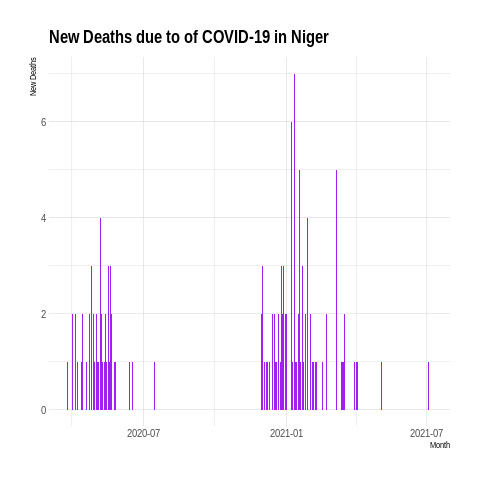 New Deaths due to of COVID-19 in Niger
New Deaths
6
4
2
0
2020-07
2021-01
2021-07
Month